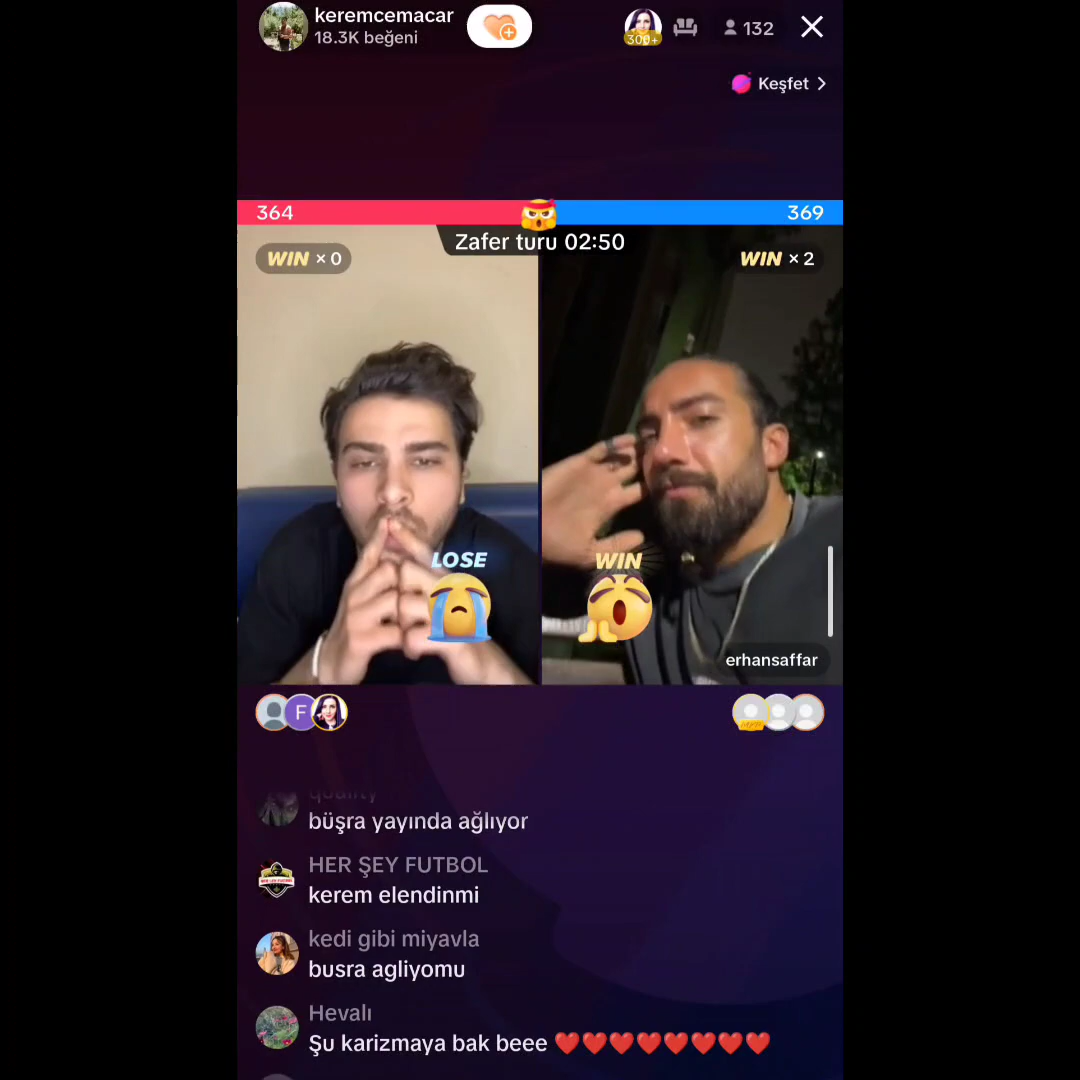 keremcemacar
18.3K beğeni
300+
132
Keşfet
364
369
Zafer turu 02:50
WIN × 0
WIN × 2
LOSE
WIN
erhansaffar
F
quality
büşra yayında ağlıyor
HER ŞEY FUTBOL
kerem elendinmi
kedi gibi miyavla
busra agliyomu
Hevalı
Şu karizmaya bak beee ❤️❤️❤️❤️❤️❤️❤️❤️